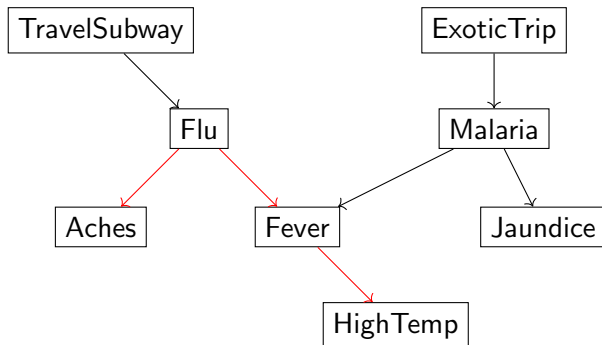 TravelSubway
ExoticTrip
Flu
Malaria
Aches
Fever
Jaundice
HighTemp